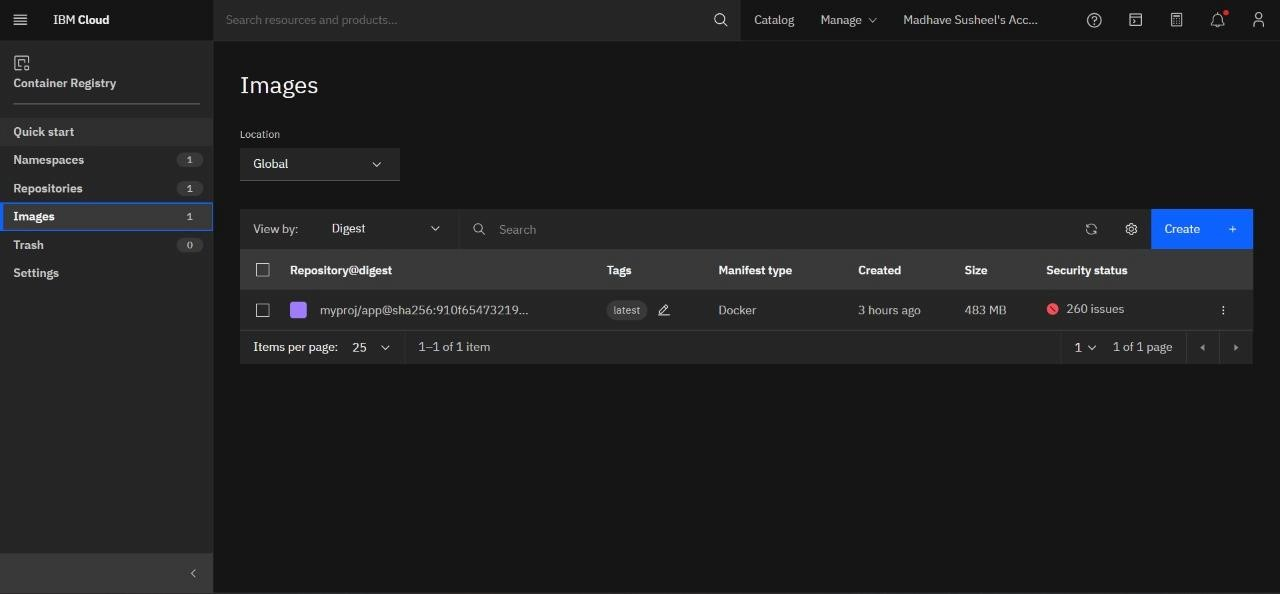 IBM Cloud
Search resources and products...
Catalog
Manage
Madhave Susheel's Acc...
Container Registry
Quick start
Namespaces 1
Repositories 1
Images 1
Trash 0
Settings
Images
Location
Global
View by: Digest
Search
Create +
Repository@digest Tags Manifest type Created Size Security status
myproj/app@sha256:910f65473219... latest Docker 3 hours ago 483 MB 260 issues
Items per page: 25 1–1 of 1 item 1 1 of 1 page